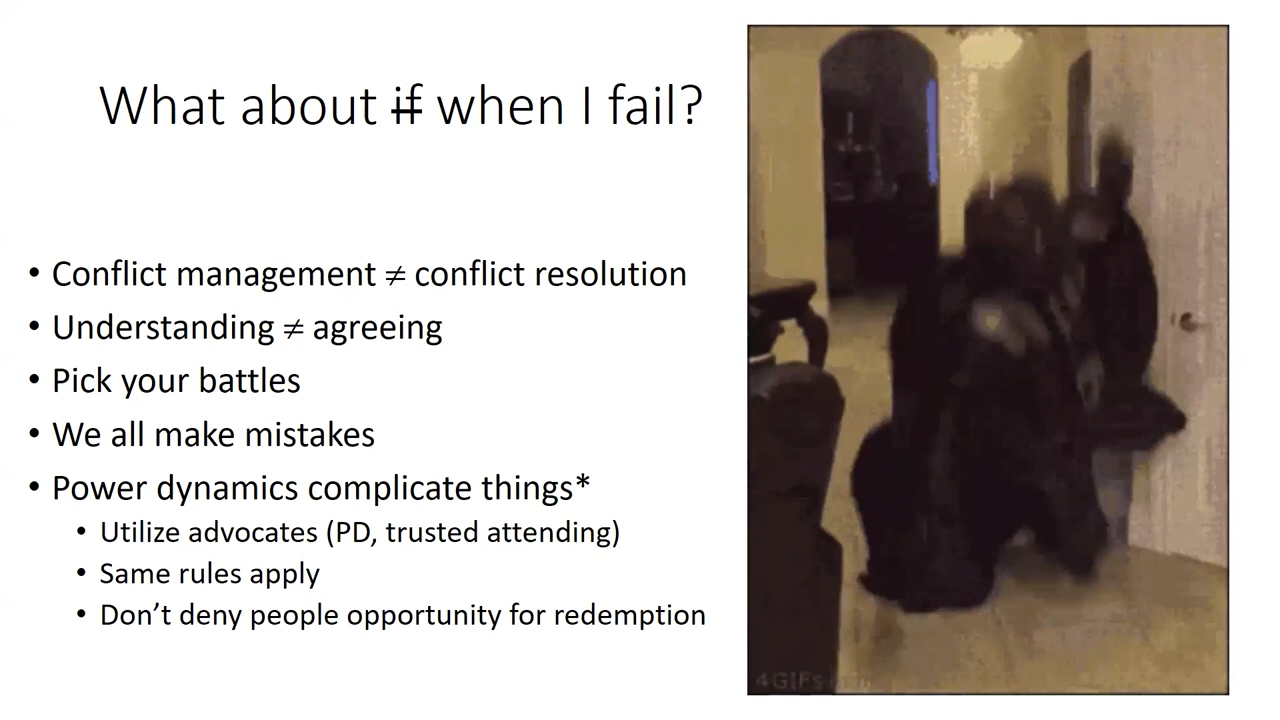 What about if when I fail?
• Conflict management ≠ conflict resolution
• Understanding ≠ agreeing
• Pick your battles
• We all make mistakes
• Power dynamics complicate things*
• Utilize advocates (PD, trusted attending)
• Same rules apply
• Don’t deny people opportunity for redemption
4GIFs